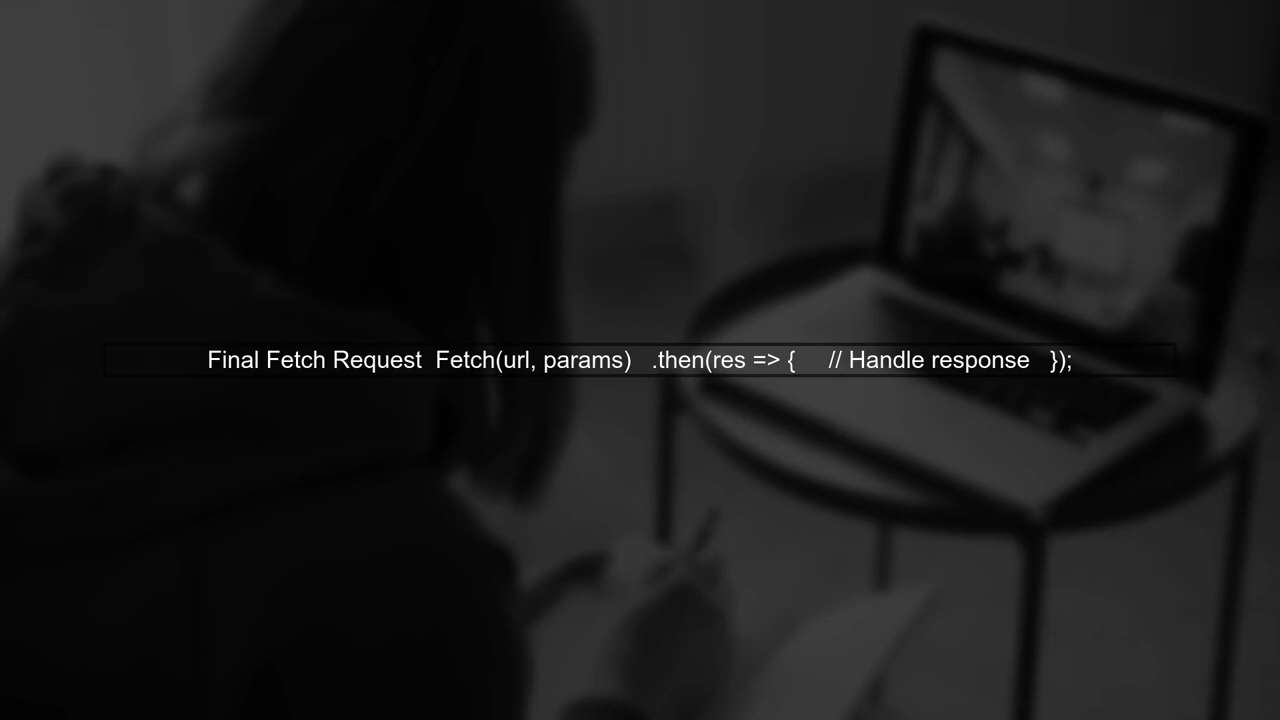 Final Fetch Request  Fetch(url, params)   .then(res => {     // Handle response   });